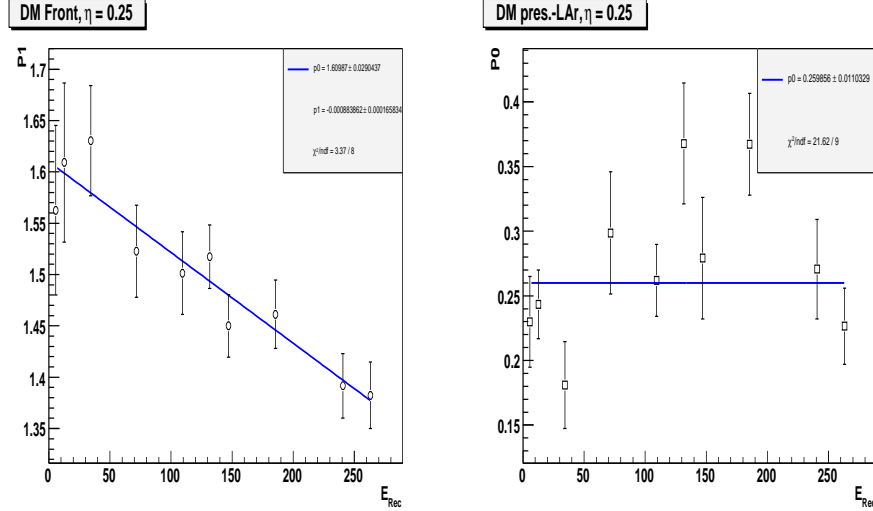 DM Front, η = 0.25
P1
p0 = 1.60987± 0.0290437
p1 = -0.000883862± 0.000165834
χ²/ndf = 3.37 / 8
1.7
1.65
1.6
1.55
1.5
1.45
1.4
1.35
0 50 100 150 200 250
E_Rec
DM pres.-LAr, η = 0.25
P0
p0 = 0.259856 ± 0.0110329
χ²/ndf = 21.62 / 9
0.4
0.35
0.3
0.25
0.2
0.15
0 50 100 150 200 250
E_Rec